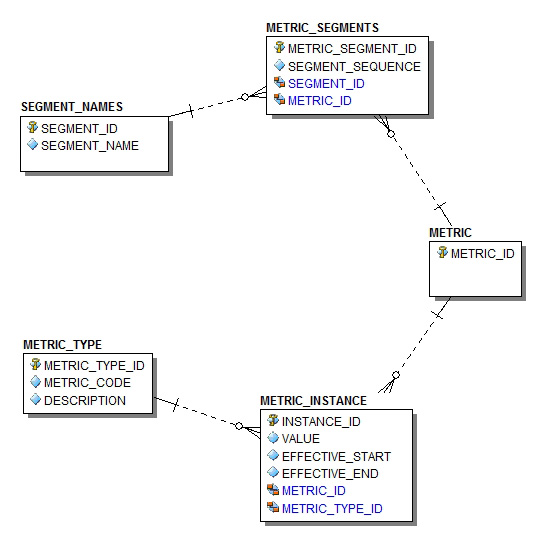 METRIC_SEGMENTS
METRIC_SEGMENT_ID
SEGMENT_SEQUENCE
SEGMENT_ID
METRIC_ID
SEGMENT_NAMES
SEGMENT_ID
SEGMENT_NAME
METRIC
METRIC_ID
METRIC_TYPE
METRIC_TYPE_ID
METRIC_CODE
DESCRIPTION
METRIC_INSTANCE
INSTANCE_ID
VALUE
EFFECTIVE_START
EFFECTIVE_END
METRIC_ID
METRIC_TYPE_ID